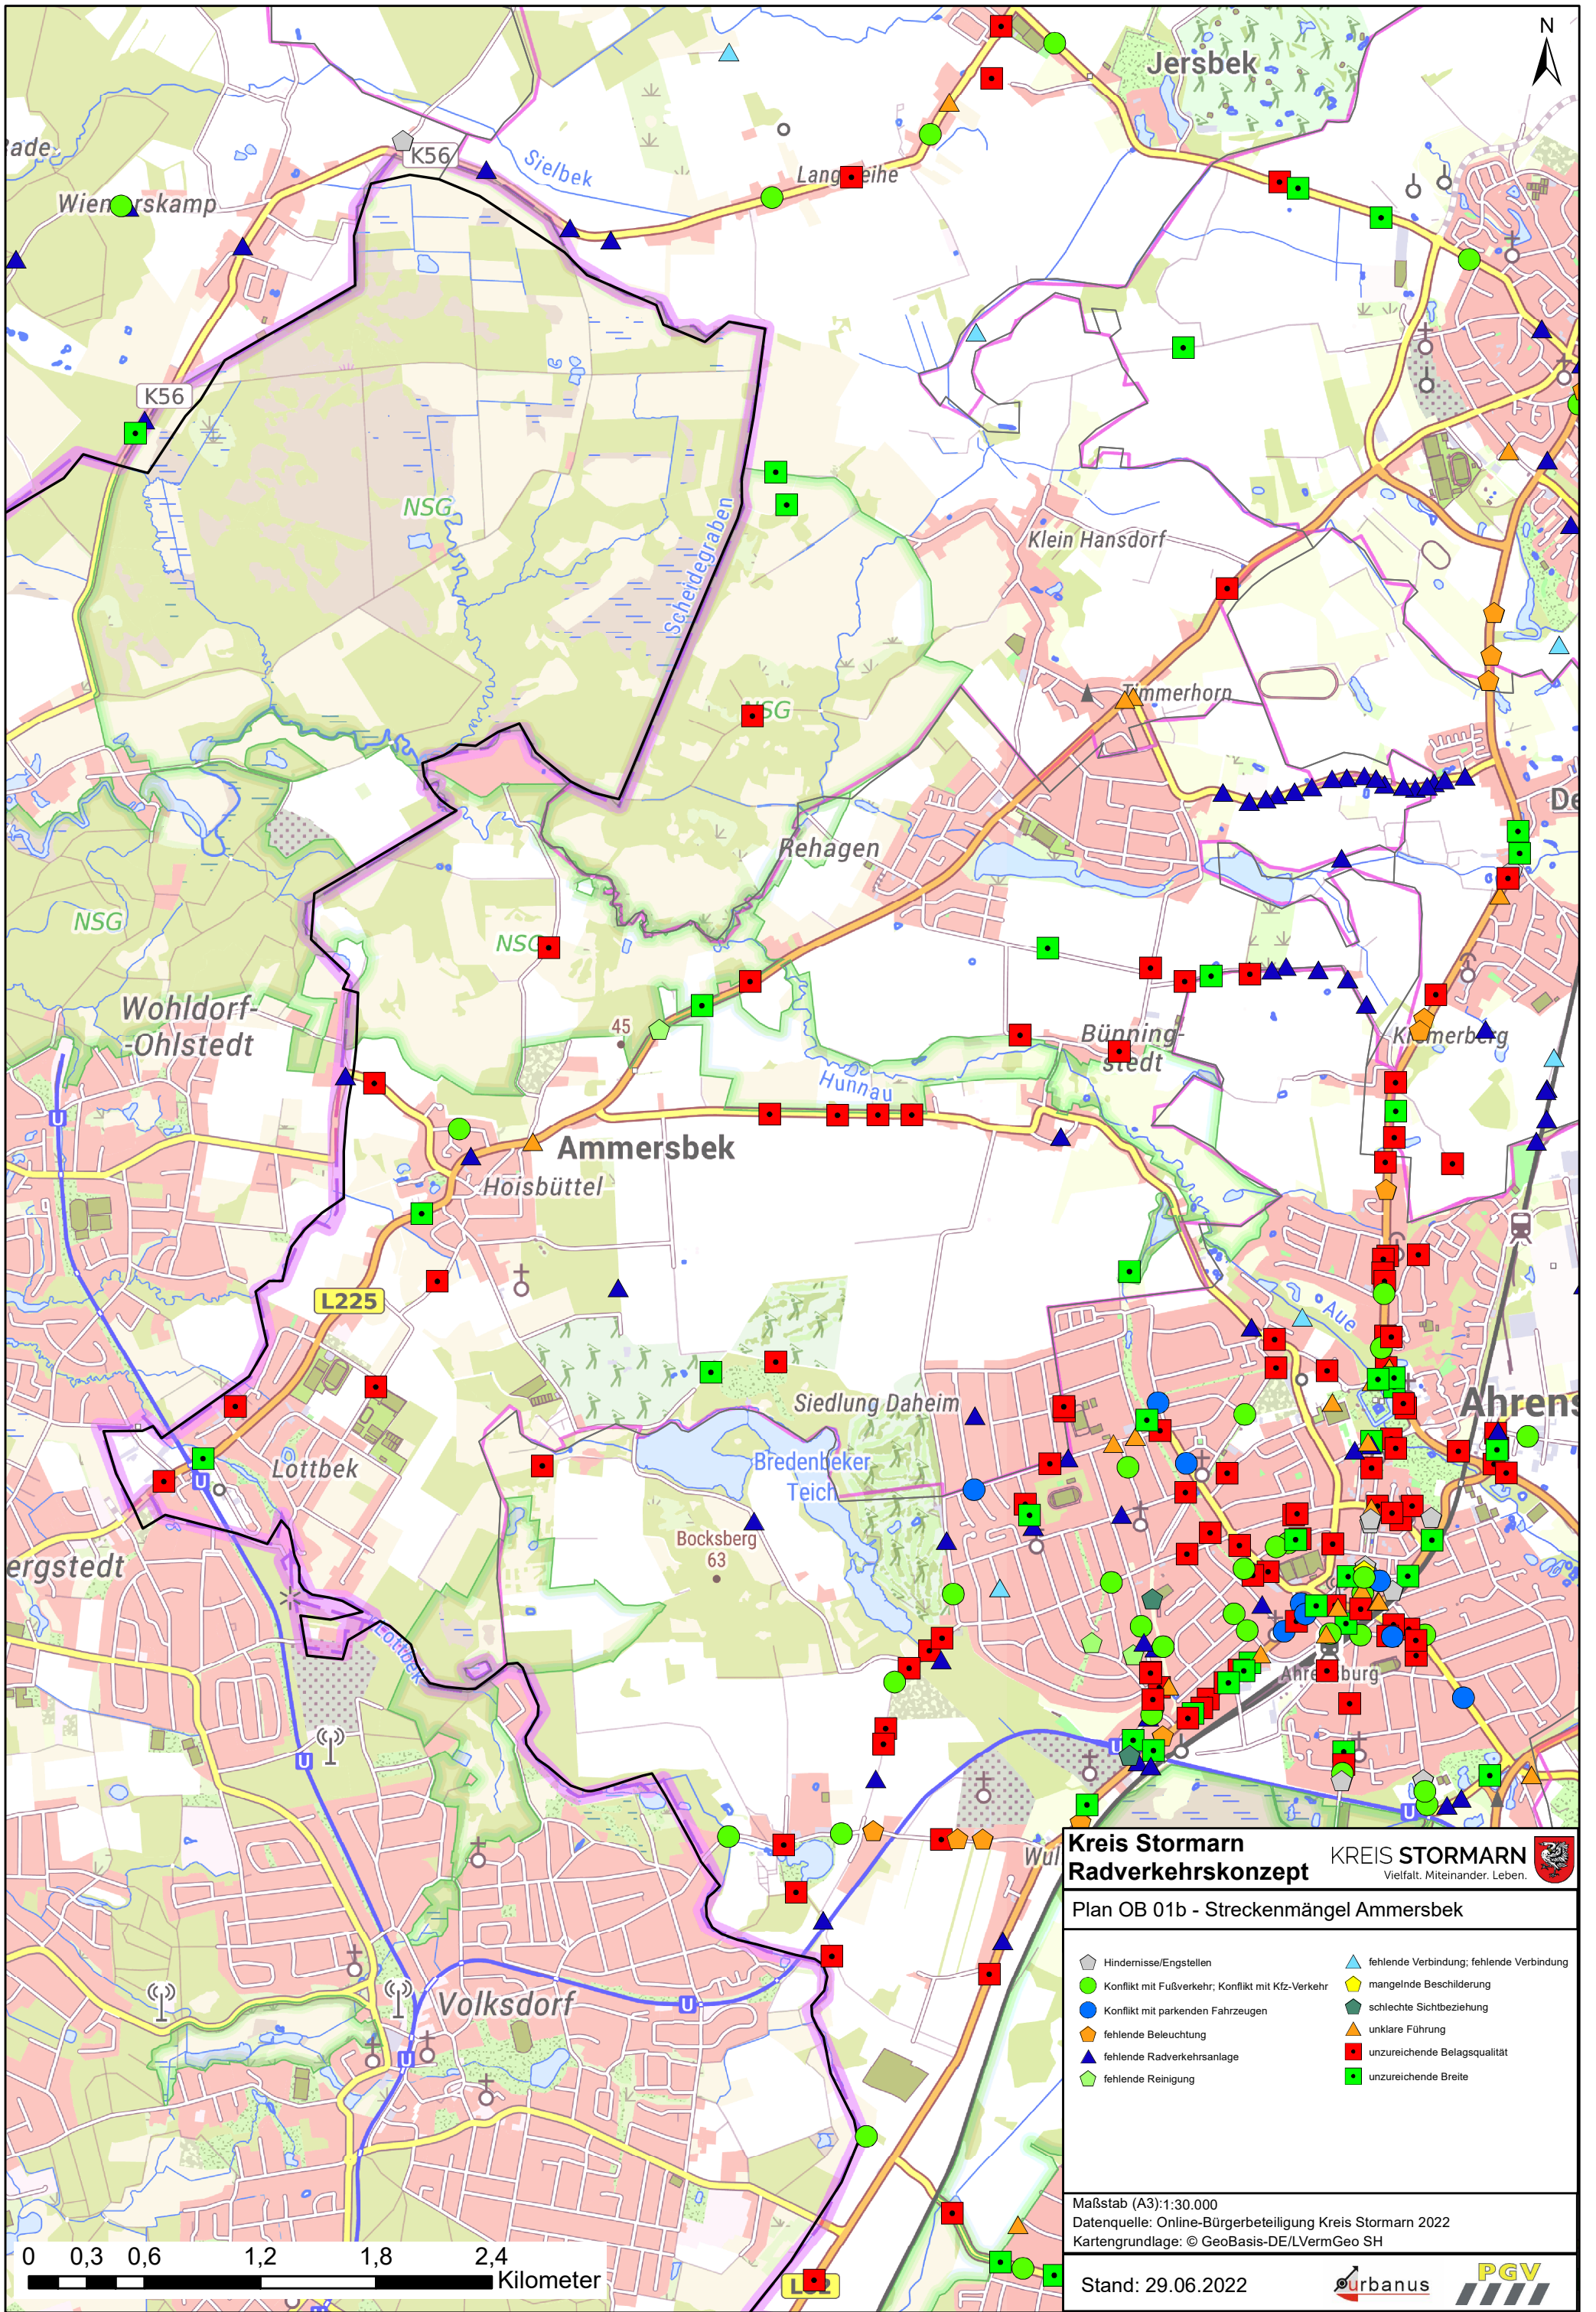 N
Jersbek
K56
Sielbek
Wiemerskamp
K56
NSG
Scheidegraben
Klein Hansdorf
NSG
Timmerhorn
Rehagen
NSG
NSG
Wohldorf-
-Ohlstedt
45
Bünning-
stedt
Hunnau
U
Ammersbek
Hoisbüttel
L225
Aue
Siedlung Daheim
Ahrens
Lottbek
Bredenbeker
Teich
U
Bocksberg
63
ergstedt
Lottbek
U
U
U
Wul
Volksdorf
U
U
Kreis Stormarn
Radverkehrskonzept
KREIS STORMARN
Vielfalt. Miteinander. Leben.
Plan OB 01b - Streckenmängel Ammersbek
Hindernisse/Engstellen
Konflikt mit Fußverkehr; Konflikt mit Kfz-Verkehr
Konflikt mit parkenden Fahrzeugen
fehlende Beleuchtung
fehlende Radverkehrsanlage
fehlende Reinigung
fehlende Verbindung; fehlende Verbindung
mangelnde Beschilderung
schlechte Sichtbeziehung
unklare Führung
unzureichende Belagsqualität
unzureichende Breite
Maßstab (A3):1:30.000
Datenquelle: Online-Bürgerbeteiligung Kreis Stormarn 2022
Kartengrundlage: © GeoBasis-DE/LVermGeo SH
Stand: 29.06.2022
urbanus
PGV
0 0,3 0,6 1,2 1,8 2,4
Kilometer